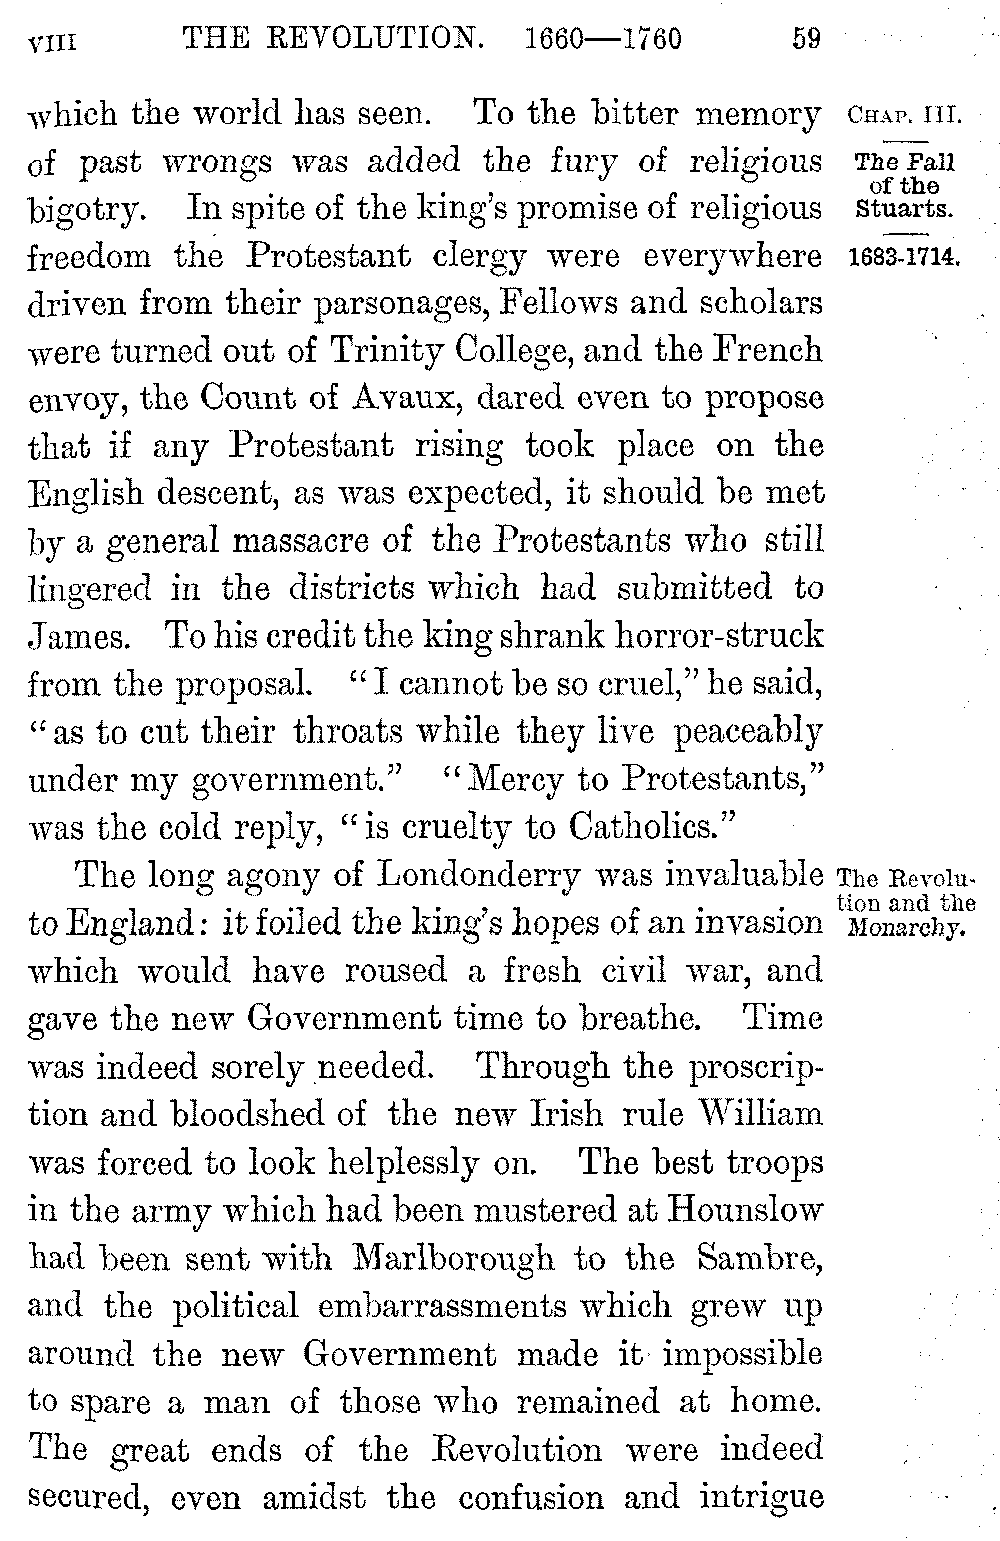 VIII THE REVOLUTION. 1660—1760 59
which the world has seen. To the bitter memory
of past wrongs was added the fury of religious
bigotry. In spite of the king's promise of religious
freedom the Protestant clergy were everywhere
driven from their parsonages, Fellows and scholars
were turned out of Trinity College, and the French
envoy, the Count of Avaux, dared even to propose
that if any Protestant rising took place on the
English descent, as was expected, it should be met
by a general massacre of the Protestants who still
lingered in the districts which had submitted to
James. To his credit the king shrank horror-struck
from the proposal. “I cannot be so cruel,” he said,
“as to cut their throats while they live peaceably
under my government.” “Mercy to Protestants,”
was the cold reply, “is cruelty to Catholics.”
The long agony of Londonderry was invaluable
to England: it foiled the king's hopes of an invasion
which would have roused a fresh civil war, and
gave the new Government time to breathe. Time
was indeed sorely needed. Through the proscrip-
tion and bloodshed of the new Irish rule William
was forced to look helplessly on. The best troops
in the army which had been mustered at Hounslow
had been sent with Marlborough to the Sambre,
and the political embarrassments which grew up
around the new Government made it impossible
to spare a man of those who remained at home.
The great ends of the Revolution were indeed
secured, even amidst the confusion and intrigue
CHAP. III.
The Fall
of the
Stuarts.
1683-1714.
The Revolu-
tion and the
Monarchy.